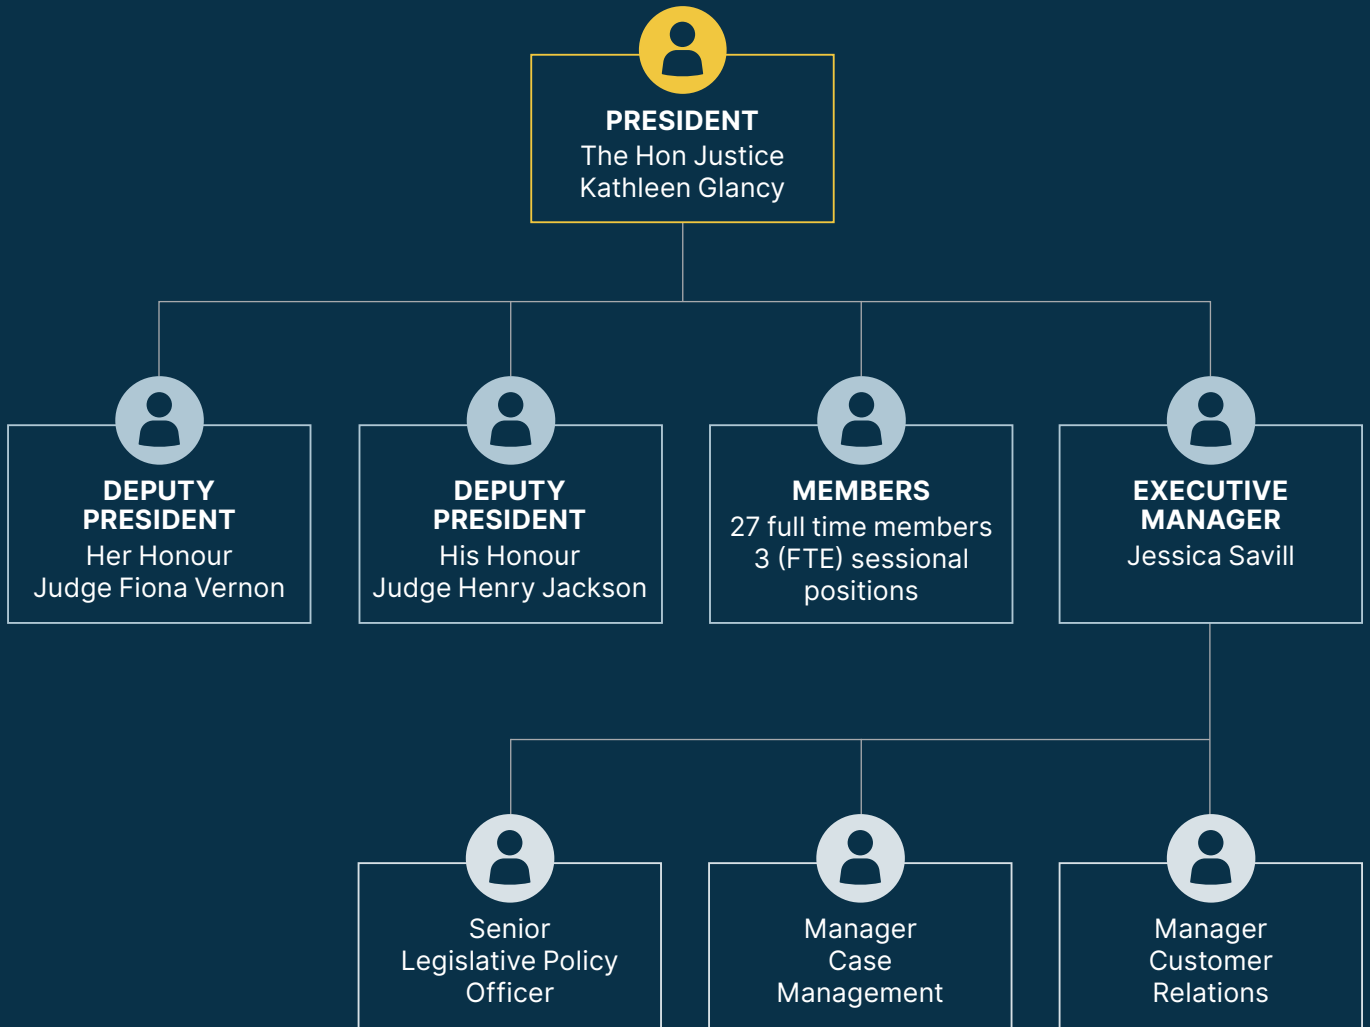 PRESIDENT
The Hon Justice
Kathleen Glancy
DEPUTY
PRESIDENT
Her Honour
Judge Fiona Vernon
DEPUTY
PRESIDENT
His Honour
Judge Henry Jackson
MEMBERS
27 full time members
3 (FTE) sessional
positions
EXECUTIVE
MANAGER
Jessica Savill
Senior
Legislative Policy
Officer
Manager
Case
Management
Manager
Customer
Relations